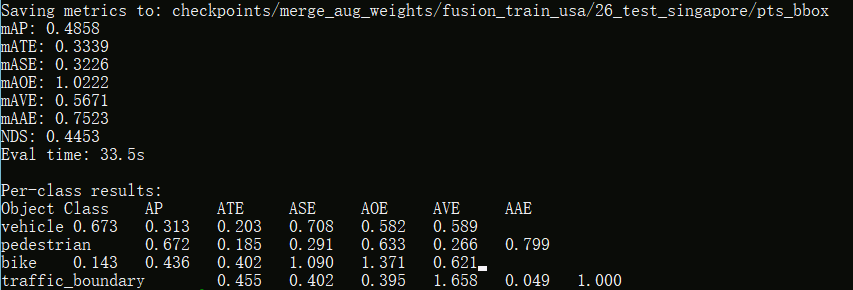 Saving metrics to: checkpoints/merge_aug_weights/fusion_train_usa/26_test_singapore/pts_bbox
mAP: 0.4858
mATE: 0.3339
mASE: 0.3226
mAOE: 1.0222
mAVE: 0.5671
mAAE: 0.7523
NDS: 0.4453
Eval time: 33.5s
Per-class results:
Object Class AP ATE ASE AOE AVE AAE
vehicle 0.673 0.313 0.203 0.708 0.582 0.589
pedestrian 0.672 0.185 0.291 0.633 0.266 0.799
bike 0.143 0.436 0.402 1.090 1.371 0.621
traffic_boundary 0.455 0.402 0.395 1.658 0.049 1.000